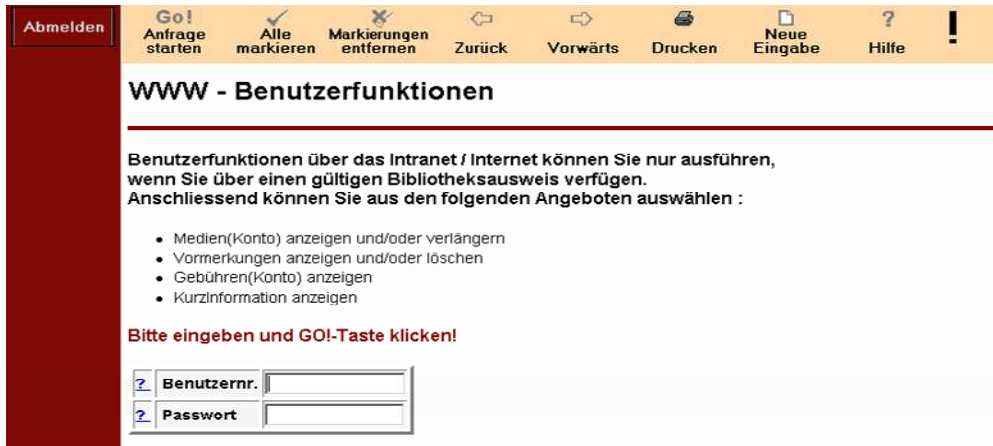 Abmelden
Go! Anfrage starten
Alle markieren
Markierungen entfernen
Zurück
Vorwärts
Drucken
Neue Eingabe
? Hilfe
!
WWW - Benutzerfunktionen
Benutzerfunktionen über das Intranet / Internet können Sie nur ausführen,
wenn Sie über einen gültigen Bibliotheksausweis verfügen.
Anschliessend können Sie aus den folgenden Angeboten auswählen :
• Medien(Konto) anzeigen und/oder verlängern
• Vormerkungen anzeigen und/oder löschen
• Gebühren(Konto) anzeigen
• KurzInformation anzeigen
Bitte eingeben und GO!-Taste klicken!
? Benutzernr.
? Passwort